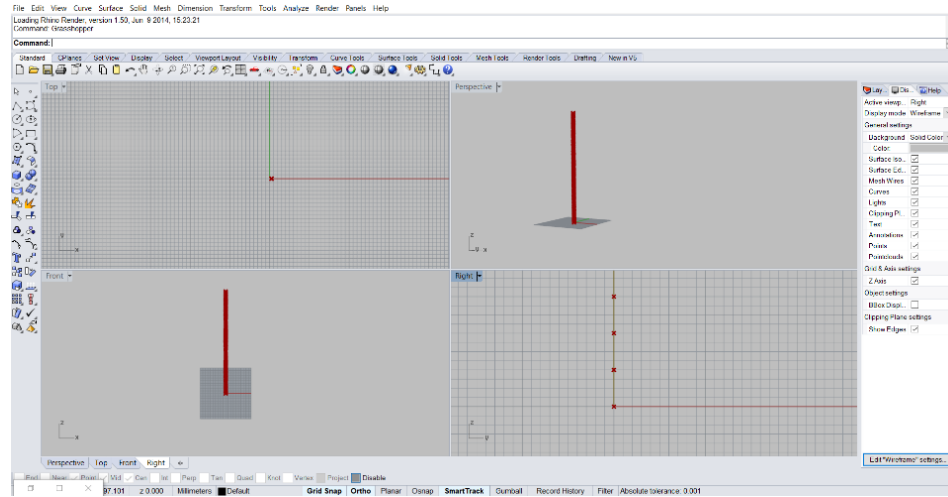 File Edit View Curve Surface Solid Mesh Dimension Transform Tools Analyze Render Panels Help
Loading Rhino Render, version 1.50, Jun 9 2014, 15.23.21
Command: Grasshopper
Command:
Standard CPlanes Set View Display Select Viewport Layout Visibility Transform Curve Tools Surface Tools Solid Tools Mesh Tools Render Tools Drafting New in V5
Top
Perspective
Lay... Dis... Help
Active viewp... Right
Display mode Wireframe
General settings
Background Solid Color
Color
Surface Iso...
Surface Ed...
Mesh Wires
Curves
Lights
Clipping Pl...
Text
Annotations
Points
Pointclouds
Grid & Axis settings
Z Axis
Object settings
BBox Displ...
Clipping Plane settings
Show Edges
y
x
z
y x
Front
Right
z
x
z
y
Perspective Top Front Right
Edit "Wireframe" settings...
End Near Point Mid Cen Int Perp Tan Quad Knot Vertex Project Disable
97.101 z 0.000 Millimeters Default Grid Snap Ortho Planar Osnap SmartTrack Gumball Record History Filter Absolute tolerance: 0.001